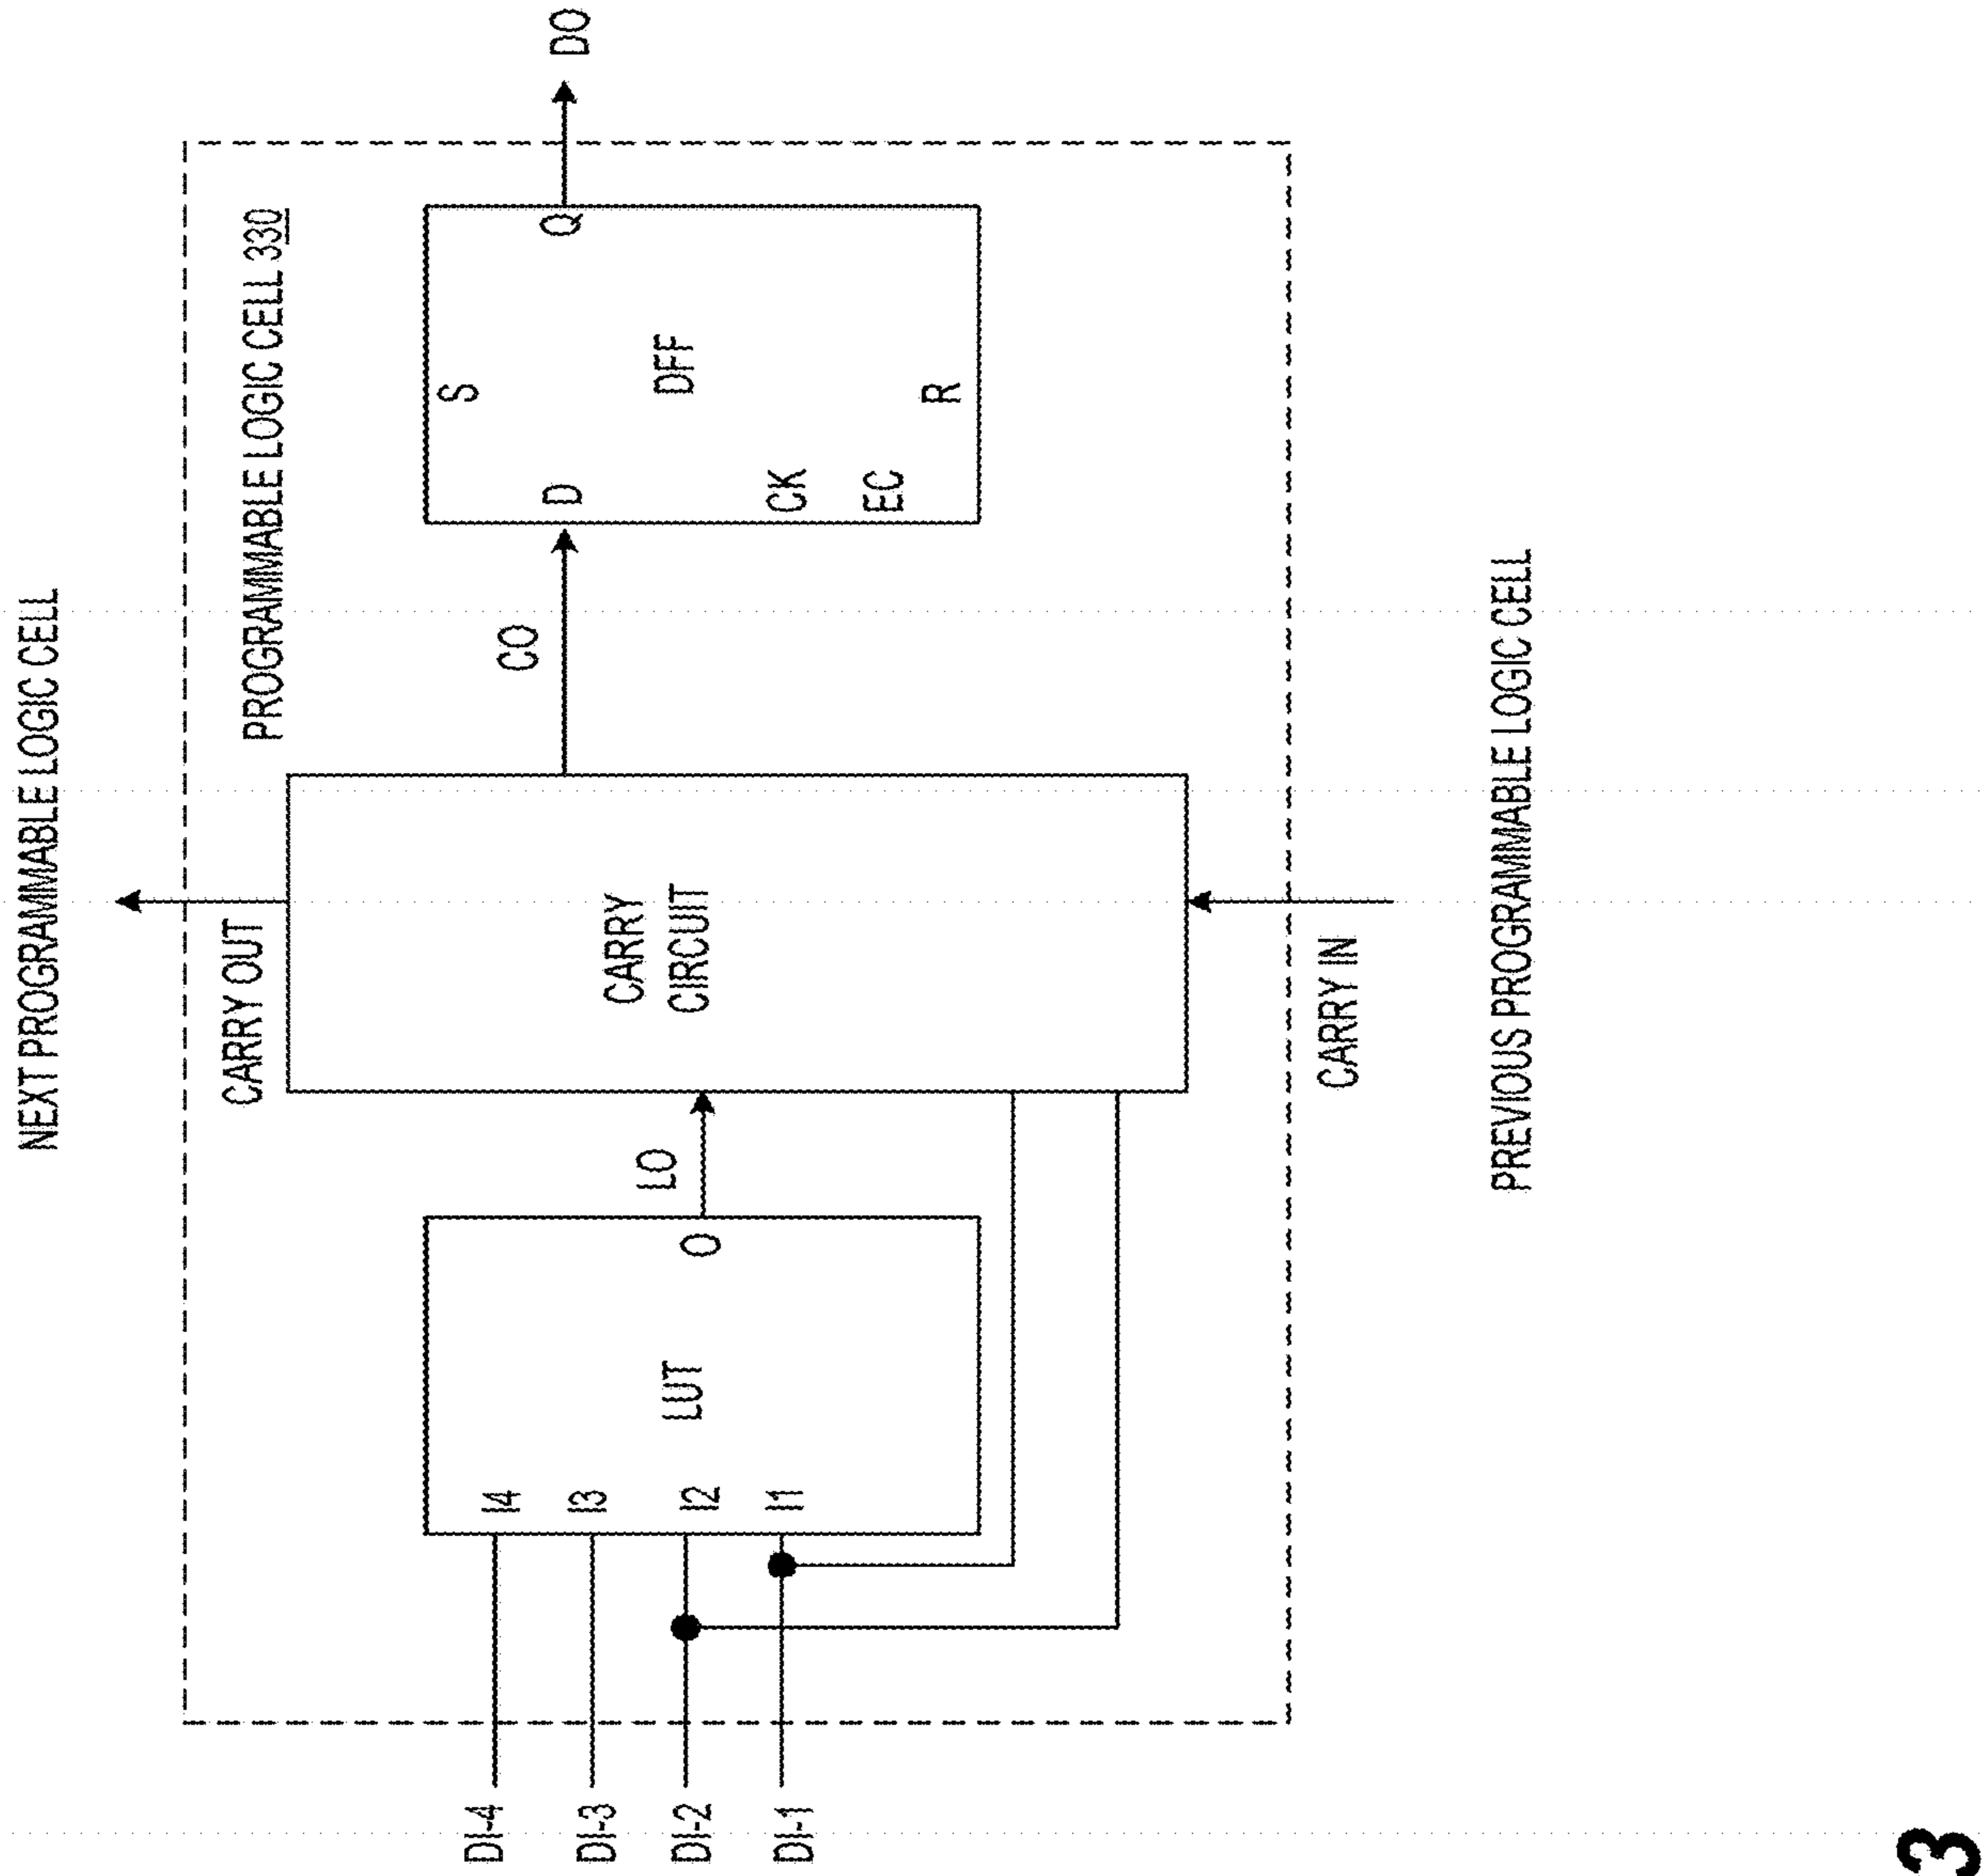 NEXT PROGRAMMABLE LOGIC CELL
PROGRAMMABLE LOGIC CELL 330
CARRY OUT
DI-4
DI-3
DI-2
DI-1
I4
I3
I2
I1
LUT
O
LO
CARRY
CIRCUIT
CO
S
D
Q
DFF
CK
EC
R
DO
CARRY IN
PREVIOUS PROGRAMMABLE LOGIC CELL
3